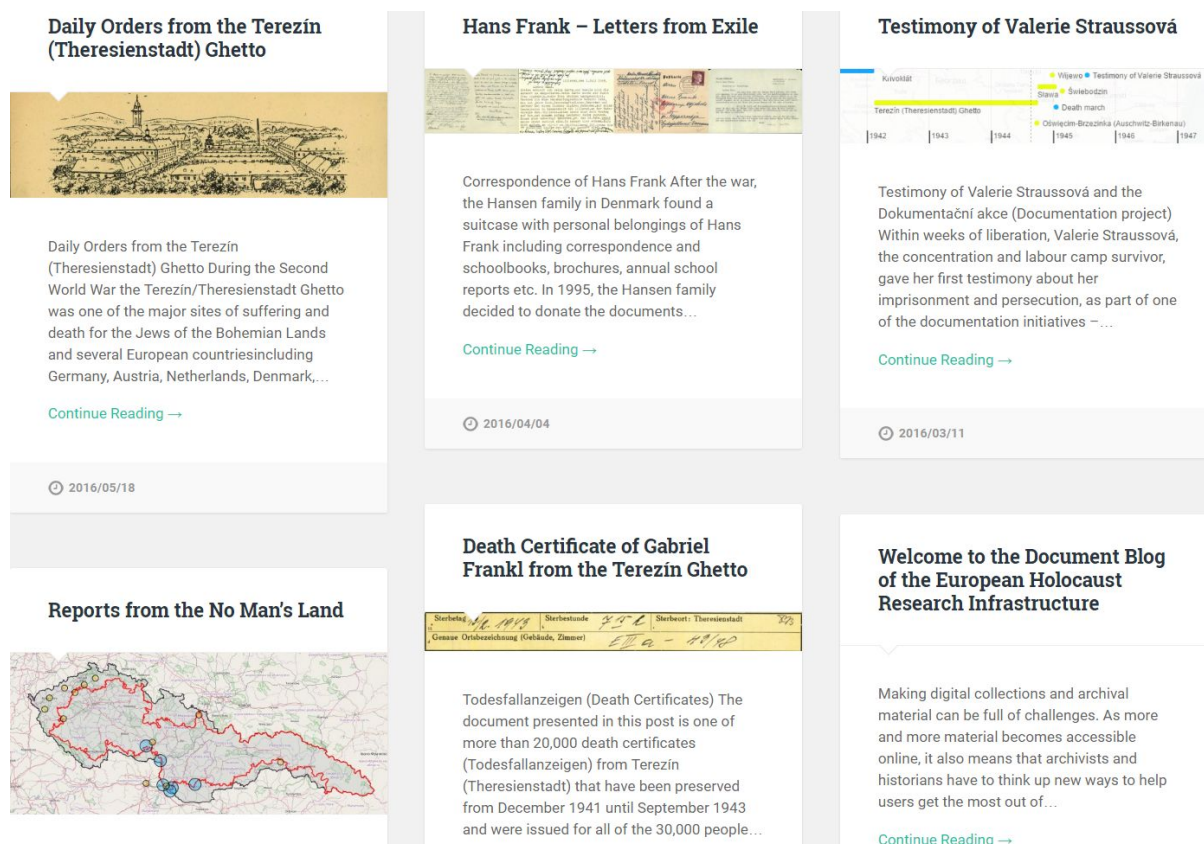 Daily Orders from the Terezín
(Theresienstadt) Ghetto
Daily Orders from the Terezín
(Theresienstadt) Ghetto During the Second
World War the Terezín/Theresienstadt Ghetto
was one of the major sites of suffering and
death for the Jews of the Bohemian Lands
and several European countriesincluding
Germany, Austria, Netherlands, Denmark,…
Continue Reading →
2016/05/18
Reports from the No Man's Land
Hans Frank – Letters from Exile
Correspondence of Hans Frank After the war,
the Hansen family in Denmark found a
suitcase with personal belongings of Hans
Frank including correspondence and
schoolbooks, brochures, annual school
reports etc. In 1995, the Hansen family
decided to donate the documents…
Continue Reading →
2016/04/04
Death Certificate of Gabriel
Frankl from the Terezín Ghetto
Sterbetag 1943 Sterbestunde Sterbeort: Theresienstadt
Genaue Ortsbezeichnung (Gebäude, Zimmer)
Todesfallanzeigen (Death Certificates) The
document presented in this post is one of
more than 20,000 death certificates
(Todesfallanzeigen) from Terezín
(Theresienstadt) that have been preserved
from December 1941 until September 1943
and were issued for all of the 30,000 people…
Testimony of Valerie Straussová
Křivoklát
Wijewo Testimony of Valerie Straussová
Sława Świebodzin
Terezín (Theresienstadt) Ghetto
Death march
Oświęcim-Brzezinka (Auschwitz-Birkenau)
1942 1943 1944 1945 1946 1947
Testimony of Valerie Straussová and the
Dokumentační akce (Documentation project)
Within weeks of liberation, Valerie Straussová,
the concentration and labour camp survivor,
gave her first testimony about her
imprisonment and persecution, as part of one
of the documentation initiatives –…
Continue Reading →
2016/03/11
Welcome to the Document Blog
of the European Holocaust
Research Infrastructure
Making digital collections and archival
material can be full of challenges. As more
and more material becomes accessible
online, it also means that archivists and
historians have to think up new ways to help
users get the most out of…
Continue Reading →